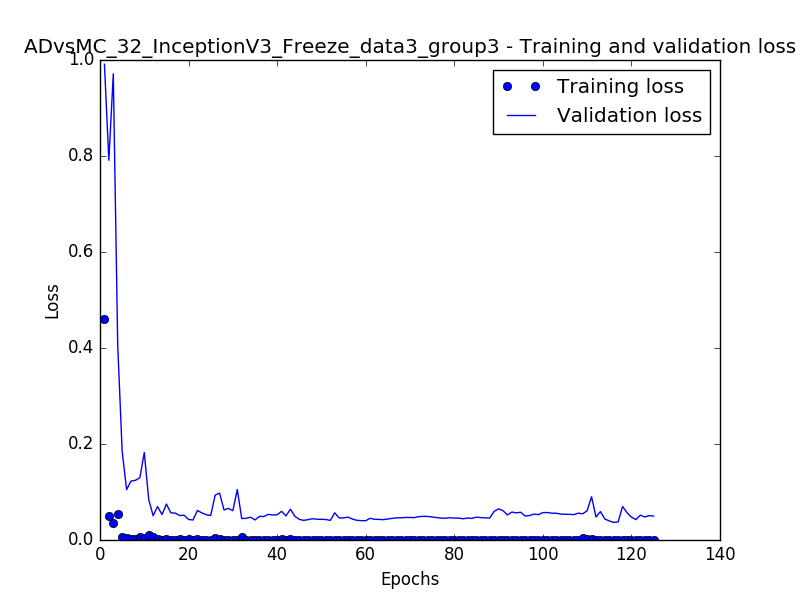 ADvsMC_32_InceptionV3_Freeze_data3_group3 - Training and validation loss
Training loss
Validation loss
1.0
0.8
0.6
0.4
0.2
0.0
Loss
0 20 40 60 80 100 120 140
Epochs